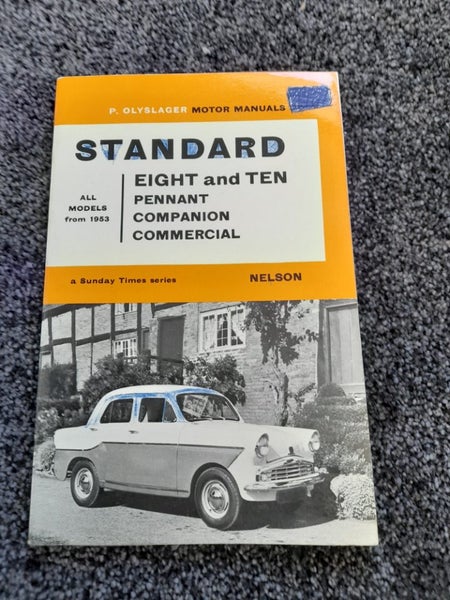 P. OLYSLAGER MOTOR MANUALS
STANDARD
EIGHT and TEN
ALL
MODELS
from 1953
PENNANT
COMPANION
COMMERCIAL
a Sunday Times series
NELSON